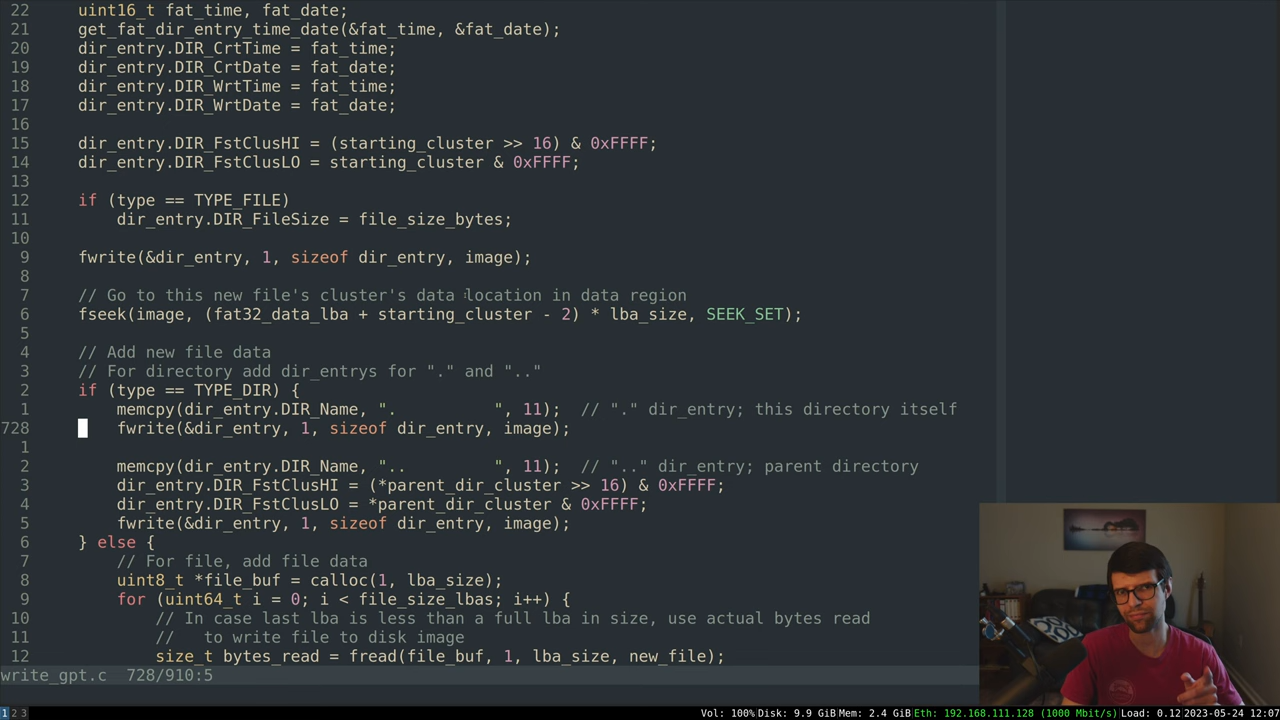 22     uint16_t fat_time, fat_date;
21     get_fat_dir_entry_time_date(&fat_time, &fat_date);
20     dir_entry.DIR_CrtTime = fat_time;
19     dir_entry.DIR_CrtDate = fat_date;
18     dir_entry.DIR_WrtTime = fat_time;
17     dir_entry.DIR_WrtDate = fat_date;
16
15     dir_entry.DIR_FstClusHI = (starting_cluster >> 16) & 0xFFFF;
14     dir_entry.DIR_FstClusLO = starting_cluster & 0xFFFF;
13
12     if (type == TYPE_FILE)
11         dir_entry.DIR_FileSize = file_size_bytes;
10
9     fwrite(&dir_entry, 1, sizeof dir_entry, image);
8
7     // Go to this new file's cluster's data location in data region
6     fseek(image, (fat32_data_lba + starting_cluster - 2) * lba_size, SEEK_SET);
5
4     // Add new file data
3     // For directory add dir_entrys for "." and ".."
2     if (type == TYPE_DIR) {
1         memcpy(dir_entry.DIR_Name, ".          ", 11);  // "." dir_entry; this directory itself
728         fwrite(&dir_entry, 1, sizeof dir_entry, image);
1
2         memcpy(dir_entry.DIR_Name, "..         ", 11);  // ".." dir_entry; parent directory
3         dir_entry.DIR_FstClusHI = (*parent_dir_cluster >> 16) & 0xFFFF;
4         dir_entry.DIR_FstClusLO = *parent_dir_cluster & 0xFFFF;
5         fwrite(&dir_entry, 1, sizeof dir_entry, image);
6     } else {
7         // For file, add file data
8         uint8_t *file_buf = calloc(1, lba_size);
9         for (uint64_t i = 0; i < file_size_lbas; i++) {
10             // In case last lba is less than a full lba in size, use actual bytes read
11             //   to write file to disk image
12             size_t bytes_read = fread(file_buf, 1, lba_size, new_file);
write_gpt.c  728/910:5
1 2 3 Vol: 100% Disk: 9.9 GiB Mem: 2.4 GiB Eth: 192.168.111.128 (1000 Mbit/s) Load: 0.12 2023-05-24 12:07